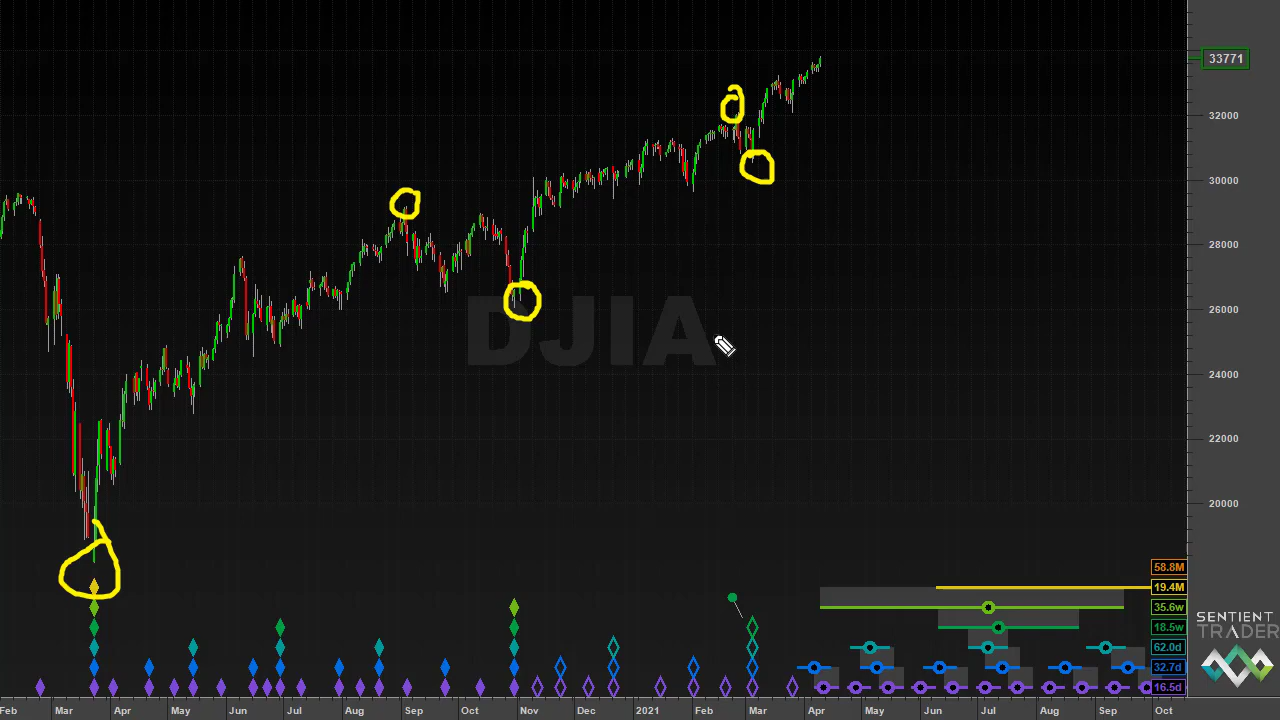 33771
32000
30000
28000
26000
24000
22000
20000
DJIA
58.8M
19.4M
35.6w
18.5w
62.0d
32.7d
16.5d
SENTIENT
TRADER
Feb Mar Apr May Jun Jul Aug Sep Oct Nov Dec 2021 Feb Mar Apr May Jun Jul Aug Sep Oct